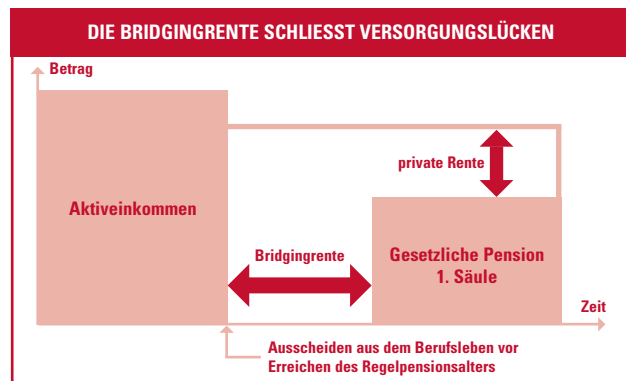 DIE BRIDGINGRENTE SCHLIESST VERSORGUNGSLÜCKEN
Betrag
private Rente
Aktiveinkommen
Bridgingrente
Gesetzliche Pension
1. Säule
Zeit
Ausscheiden aus dem Berufsleben vor
Erreichen des Regelpensionsalters